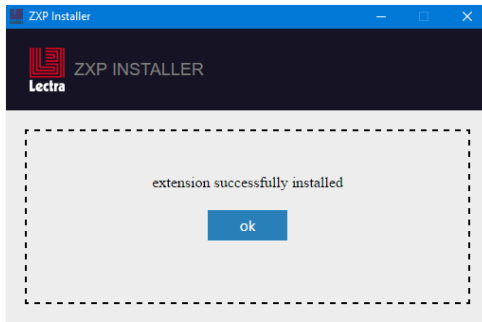 ZXP Installer
ZXP INSTALLER
Lectra
extension successfully installed
ok